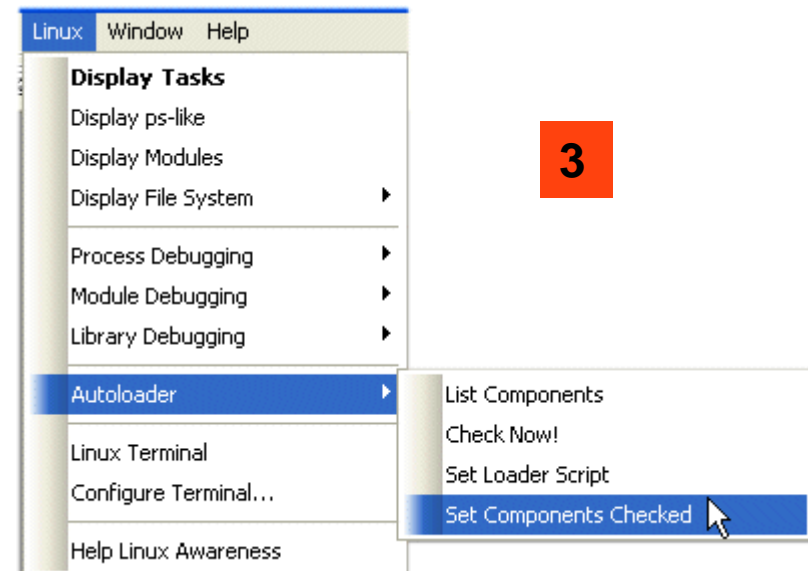 Linux Window Help
Display Tasks
Display ps-like
Display Modules
Display File System
3
Process Debugging
Module Debugging
Library Debugging
Autoloader
List Components
Check Now!
Set Loader Script
Set Components Checked
Linux Terminal
Configure Terminal...
Help Linux Awareness